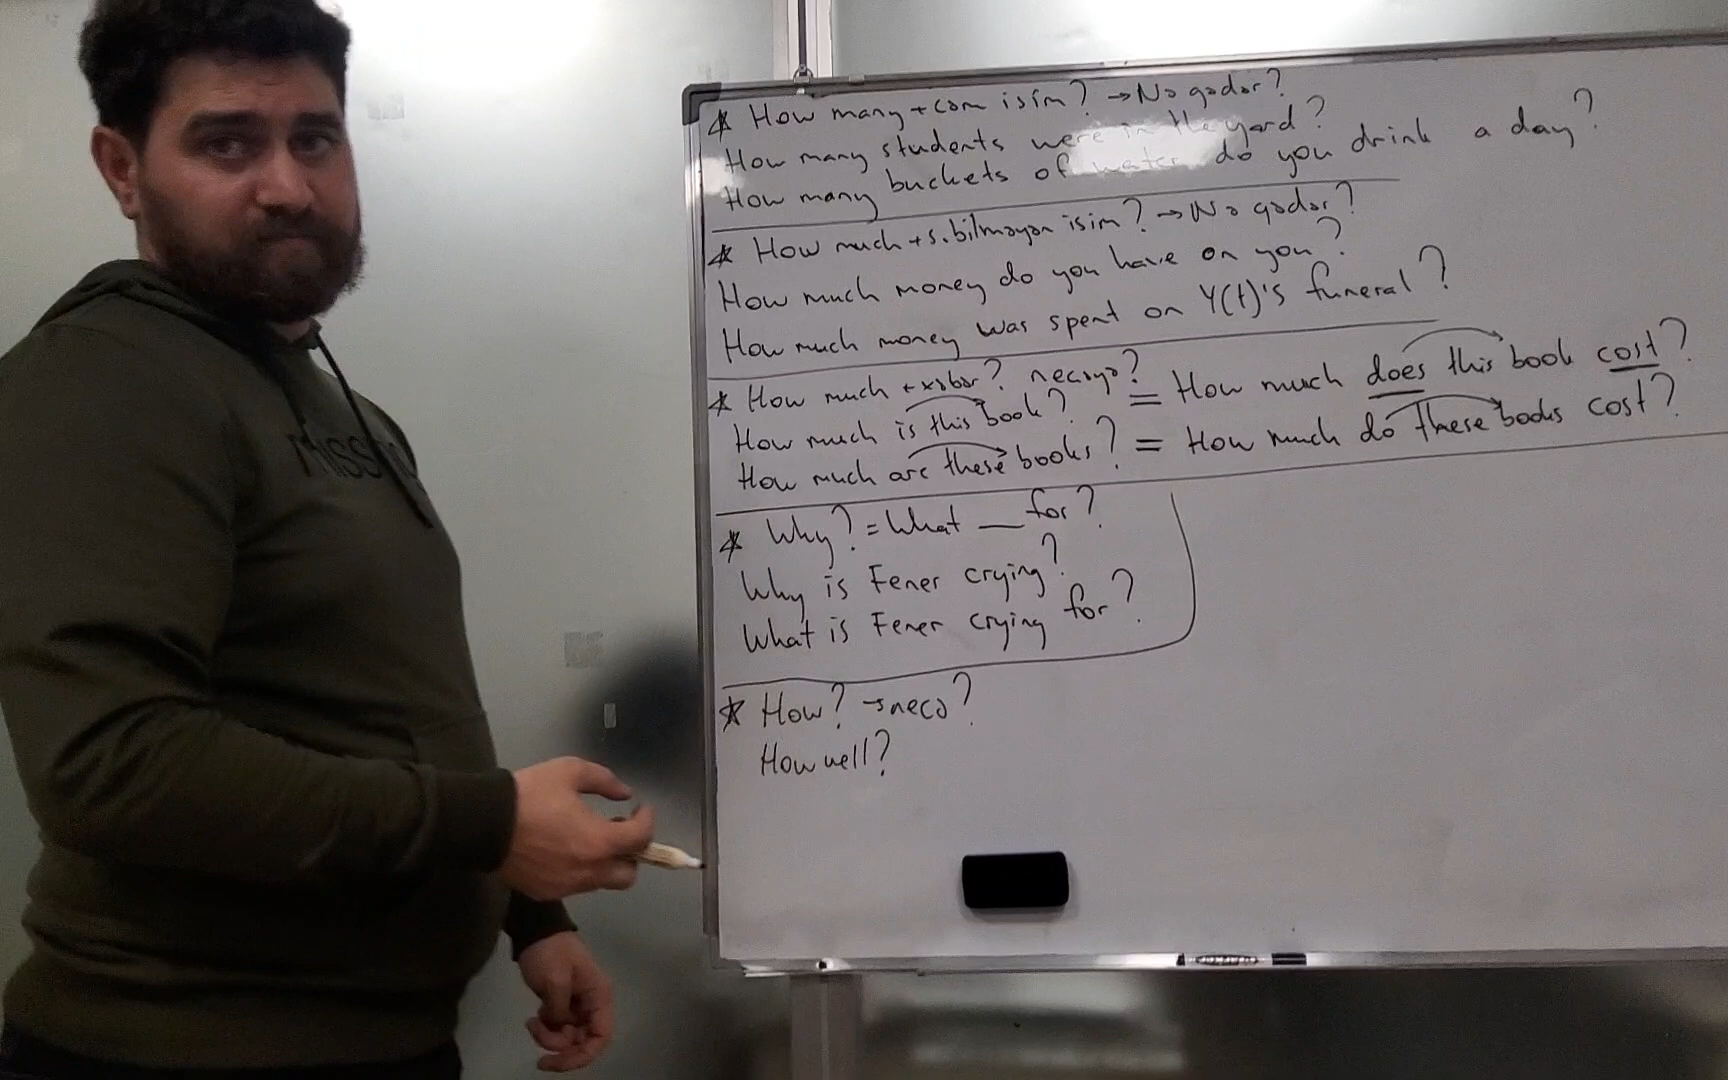 * How many + cəm isim? → Nə qədər?
How many students were in the yard?
How many buckets of water do you drink a day?
* How much + s. bilməyən isim? → Nə qədər?
How much money do you have on you?
How much money was spent on Y(t)'s funeral?
* How much + xəbər? neçəyə?
How much is this book? = How much does this book cost?
How much are these books? = How much do these books cost?
* Why? = What __ for?
Why is Fener crying?
What is Fener crying for?
* How? → necə?
How well?